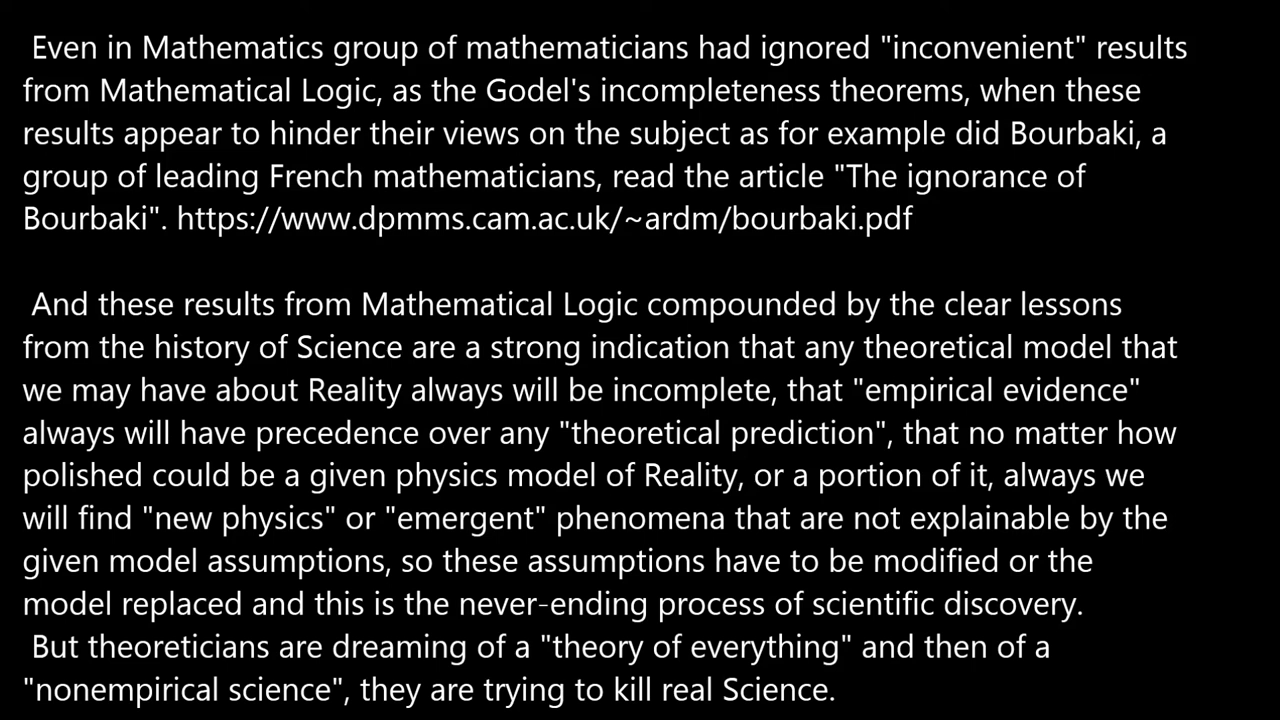 Even in Mathematics group of mathematicians had ignored "inconvenient" results
from Mathematical Logic, as the Godel's incompleteness theorems, when these
results appear to hinder their views on the subject as for example did Bourbaki, a
group of leading French mathematicians, read the article "The ignorance of
Bourbaki". https://www.dpmms.cam.ac.uk/~ardm/bourbaki.pdf
And these results from Mathematical Logic compounded by the clear lessons
from the history of Science are a strong indication that any theoretical model that
we may have about Reality always will be incomplete, that "empirical evidence"
always will have precedence over any "theoretical prediction", that no matter how
polished could be a given physics model of Reality, or a portion of it, always we
will find "new physics" or "emergent" phenomena that are not explainable by the
given model assumptions, so these assumptions have to be modified or the
model replaced and this is the never-ending process of scientific discovery.
But theoreticians are dreaming of a "theory of everything" and then of a
"nonempirical science", they are trying to kill real Science.